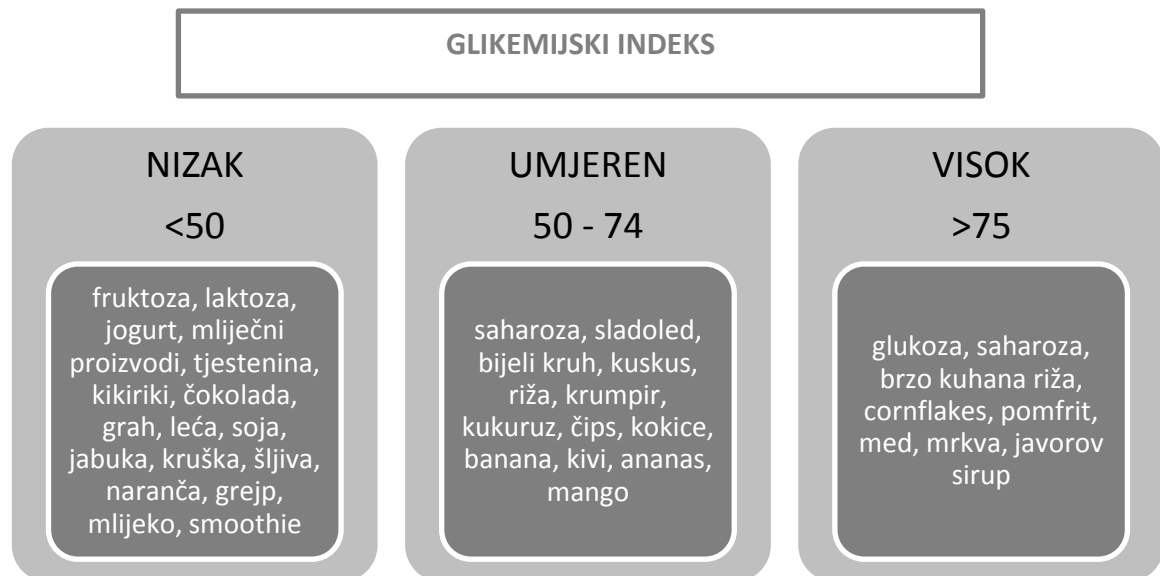 GLIKEMIJSKI INDEKS
NIZAK
<50
fruktoza, laktoza,
jogurt, mliječni
proizvodi, tjestenina,
kikiriki, čokolada,
grah, leća, soja,
jabuka, kruška, šljiva,
naranča, grejp,
mlijeko, smoothie
UMJEREN
50 - 74
saharoza, sladoled,
bijeli kruh, kuskus,
riža, krumpir,
kukuruz, čips, kokice,
banana, kivi, ananas,
mango
VISOK
>75
glukoza, saharoza,
brzo kuhana riža,
cornflakes, pomfrit,
med, mrkva, javorov
sirup